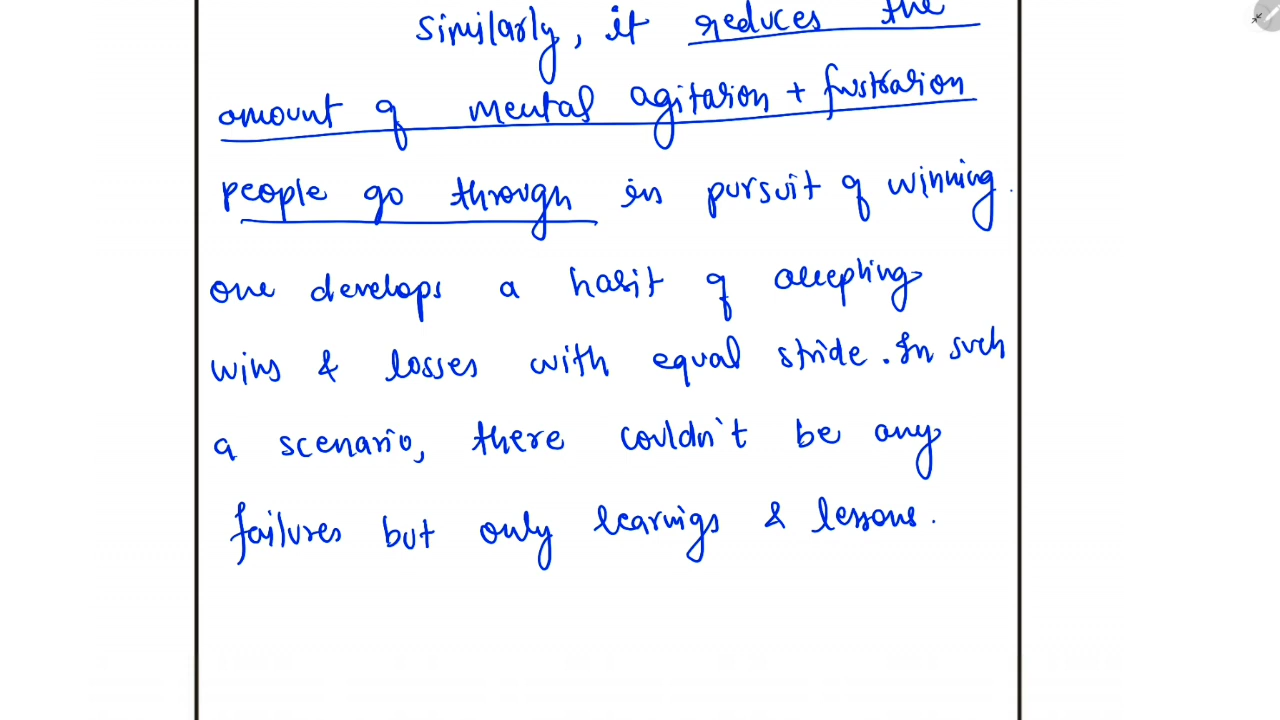 Similarly, it reduces the
amount of mental agitation + frustration
people go through in pursuit of winning.
one develops a habit of accepting
wins & losses with equal stride. In such
a scenario, there couldn't be any
failures but only learnings & lessons.